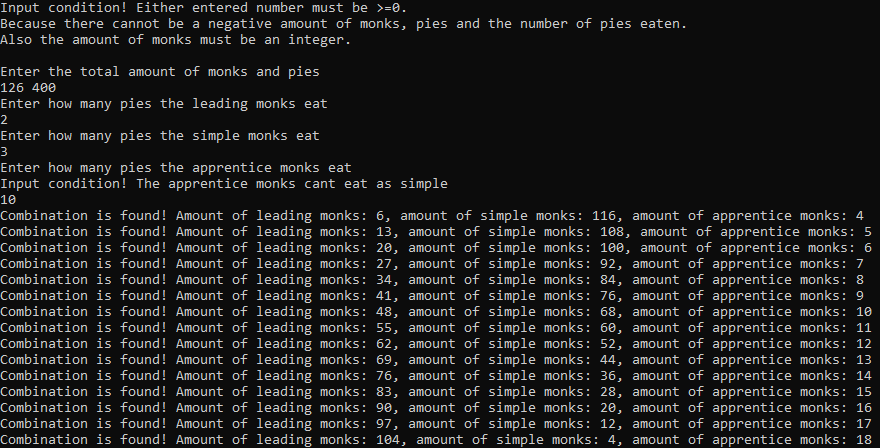 Input condition! Either entered number must be >=0.
Because there cannot be a negative amount of monks, pies and the number of pies eaten.
Also the amount of monks must be an integer.
Enter the total amount of monks and pies
126 400
Enter how many pies the leading monks eat
2
Enter how many pies the simple monks eat
3
Enter how many pies the apprentice monks eat
Input condition! The apprentice monks cant eat as simple
10
Combination is found! Amount of leading monks: 6, amount of simple monks: 116, amount of apprentice monks: 4
Combination is found! Amount of leading monks: 13, amount of simple monks: 108, amount of apprentice monks: 5
Combination is found! Amount of leading monks: 20, amount of simple monks: 100, amount of apprentice monks: 6
Combination is found! Amount of leading monks: 27, amount of simple monks: 92, amount of apprentice monks: 7
Combination is found! Amount of leading monks: 34, amount of simple monks: 84, amount of apprentice monks: 8
Combination is found! Amount of leading monks: 41, amount of simple monks: 76, amount of apprentice monks: 9
Combination is found! Amount of leading monks: 48, amount of simple monks: 68, amount of apprentice monks: 10
Combination is found! Amount of leading monks: 55, amount of simple monks: 60, amount of apprentice monks: 11
Combination is found! Amount of leading monks: 62, amount of simple monks: 52, amount of apprentice monks: 12
Combination is found! Amount of leading monks: 69, amount of simple monks: 44, amount of apprentice monks: 13
Combination is found! Amount of leading monks: 76, amount of simple monks: 36, amount of apprentice monks: 14
Combination is found! Amount of leading monks: 83, amount of simple monks: 28, amount of apprentice monks: 15
Combination is found! Amount of leading monks: 90, amount of simple monks: 20, amount of apprentice monks: 16
Combination is found! Amount of leading monks: 97, amount of simple monks: 12, amount of apprentice monks: 17
Combination is found! Amount of leading monks: 104, amount of simple monks: 4, amount of apprentice monks: 18